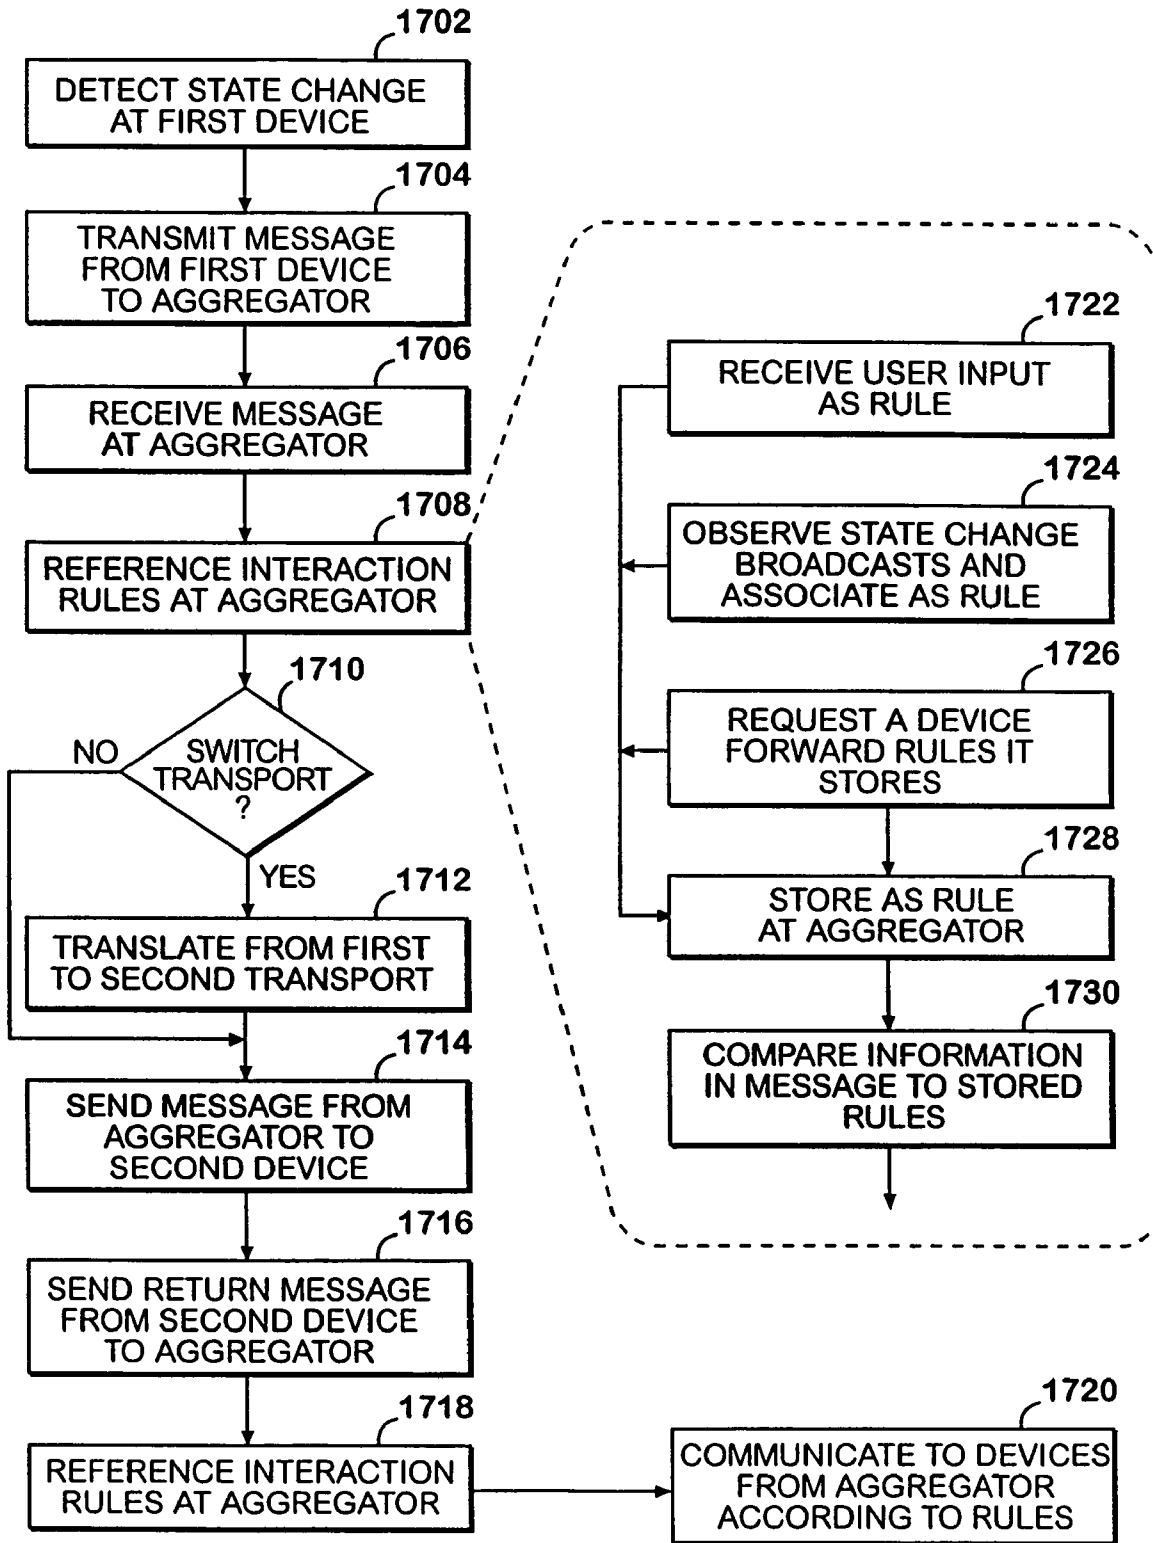 1702
DETECT STATE CHANGE
AT FIRST DEVICE
1704
TRANSMIT MESSAGE
FROM FIRST DEVICE
TO AGGREGATOR
1706
RECEIVE MESSAGE
AT AGGREGATOR
1708
REFERENCE INTERACTION
RULES AT AGGREGATOR
1710
NO
SWITCH
TRANSPORT
?
YES
1712
TRANSLATE FROM FIRST
TO SECOND TRANSPORT
1714
SEND MESSAGE FROM
AGGREGATOR TO
SECOND DEVICE
1716
SEND RETURN MESSAGE
FROM SECOND DEVICE
TO AGGREGATOR
1718
REFERENCE INTERACTION
RULES AT AGGREGATOR
1720
COMMUNICATE TO DEVICES
FROM AGGREGATOR
ACCORDING TO RULES
1722
RECEIVE USER INPUT
AS RULE
1724
OBSERVE STATE CHANGE
BROADCASTS AND
ASSOCIATE AS RULE
1726
REQUEST A DEVICE
FORWARD RULES IT
STORES
1728
STORE AS RULE
AT AGGREGATOR
1730
COMPARE INFORMATION
IN MESSAGE TO STORED
RULES